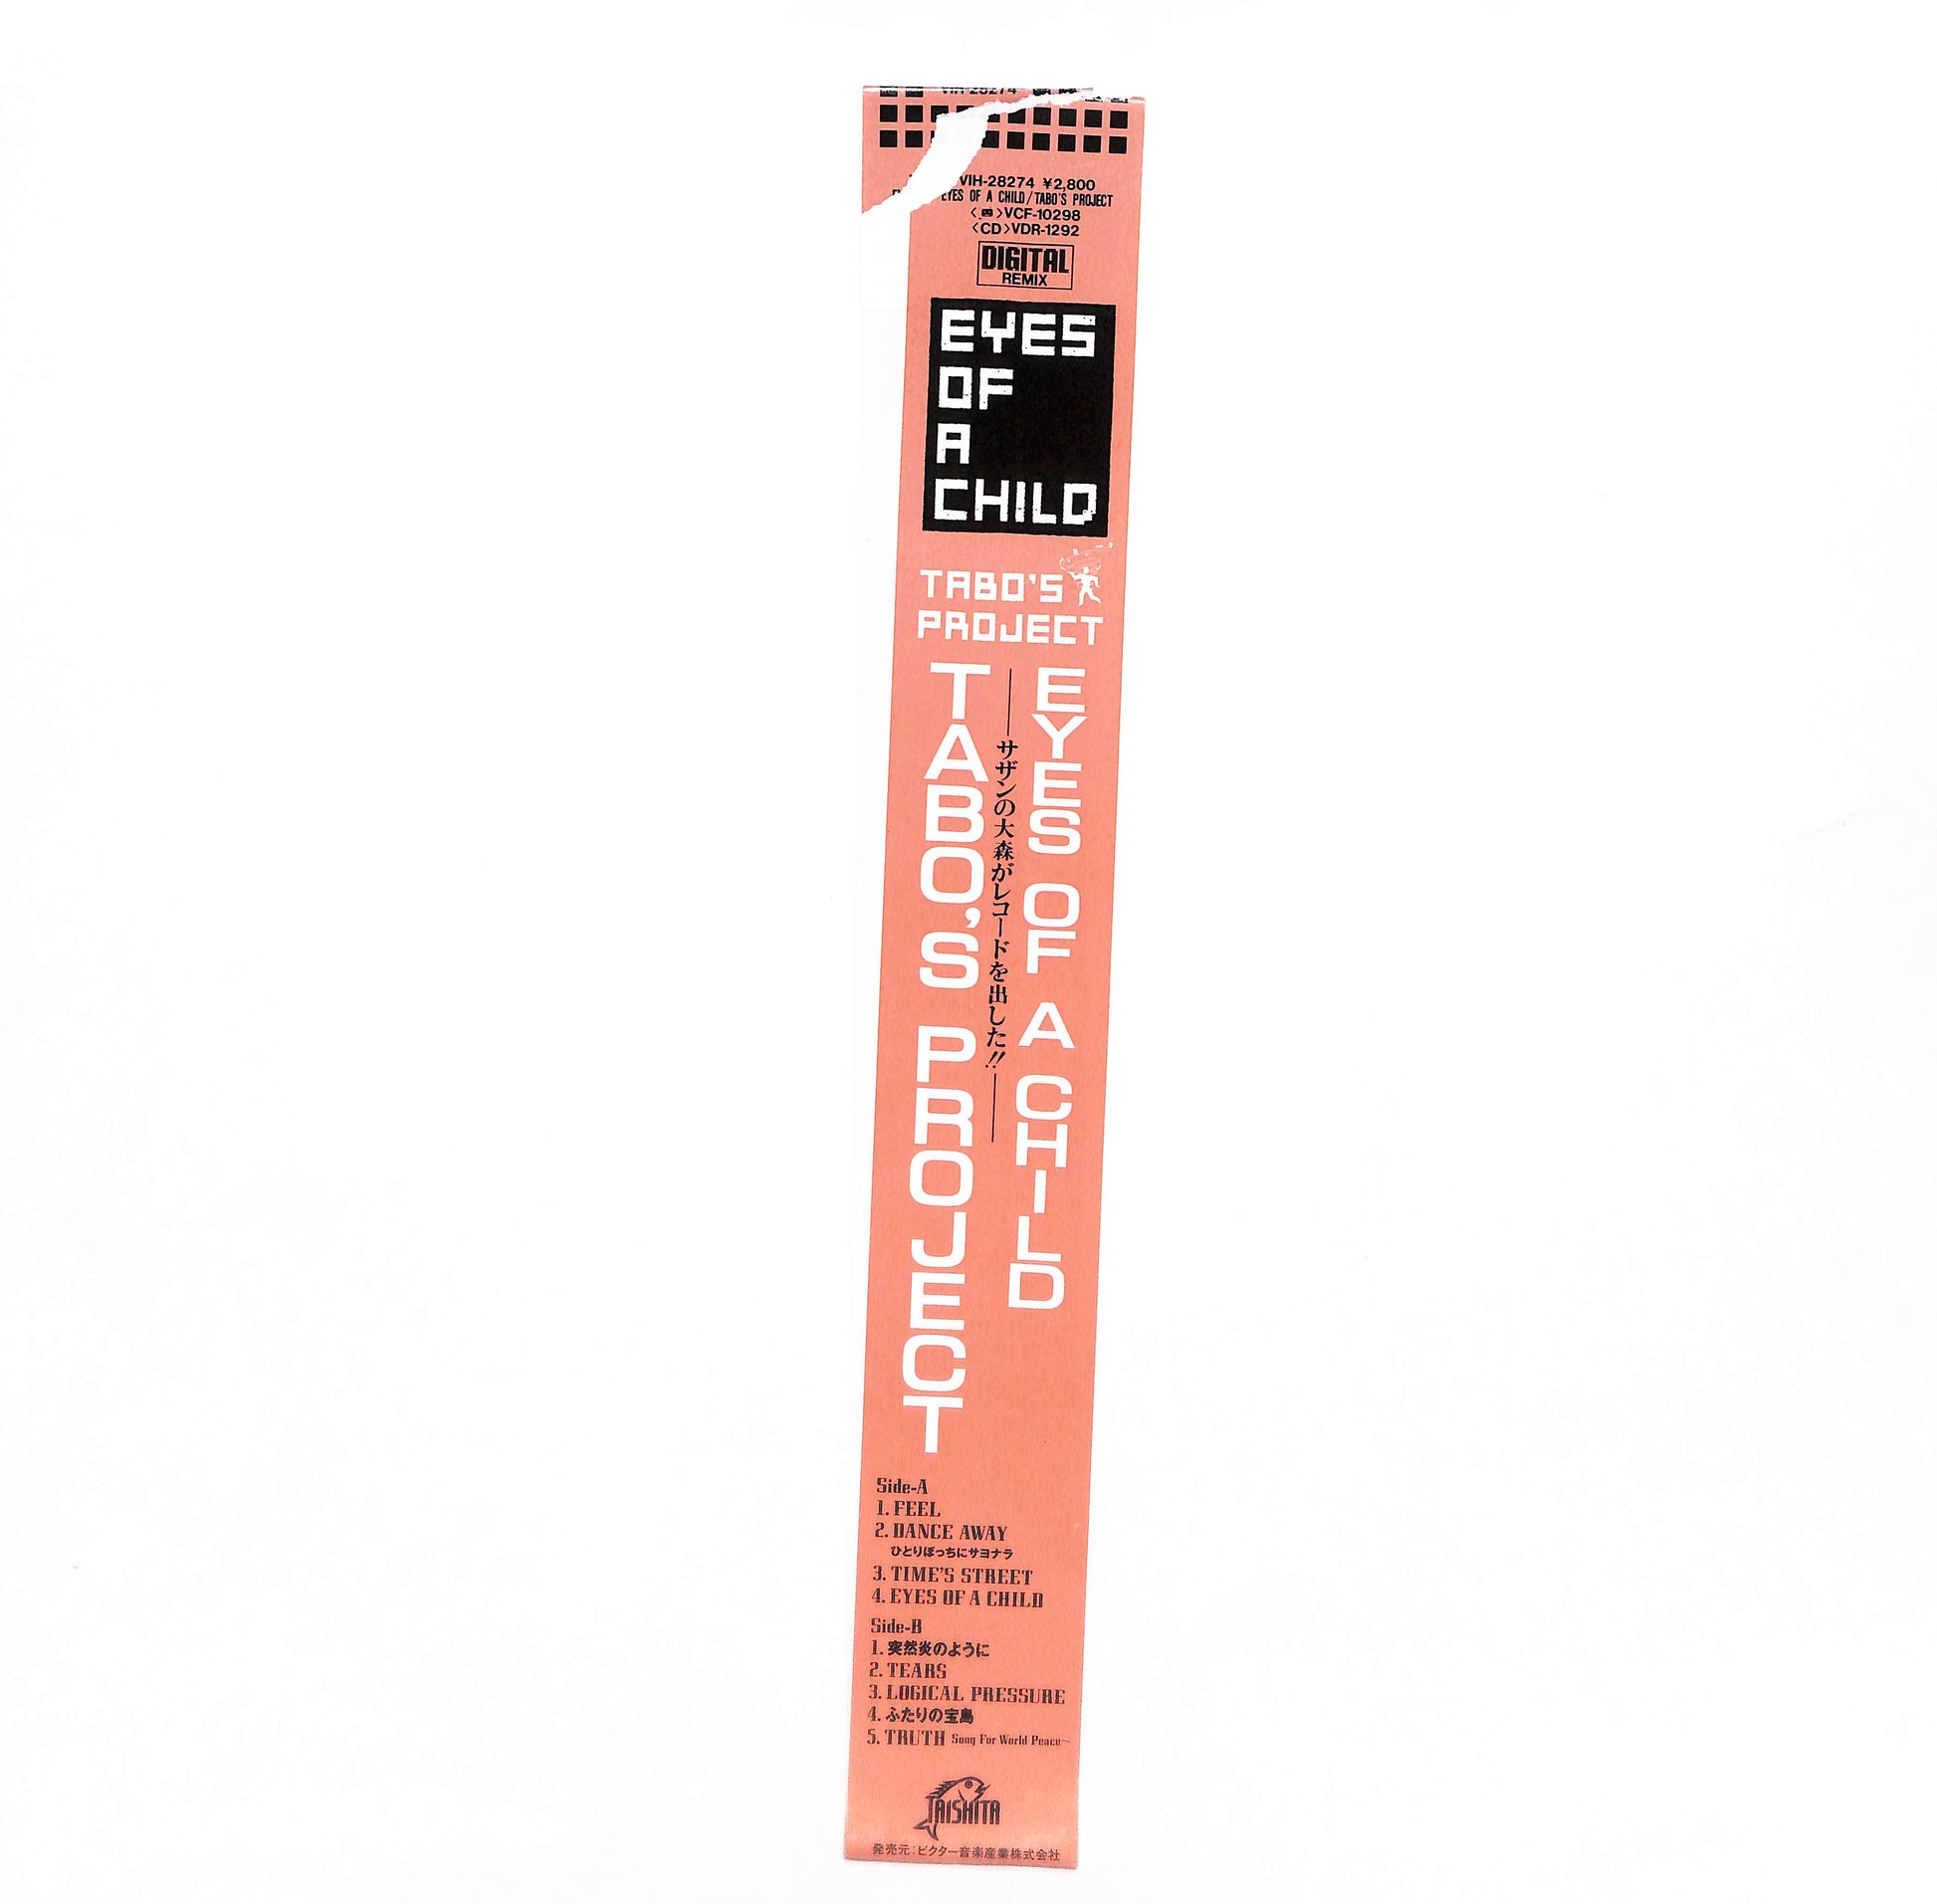 VIH-28274
VIH-28274 ¥2,800
EYES OF A CHILD/TABO'S PROJECT
〈 〉VCF-10298
〈CD〉VDR-1292
DIGITAL
REMIX
EYES
OF
A
CHILD
TABO'S
PROJECT
EYES OF A CHILD
サザンの大森がレコードを出した!!
TABO'S PROJECT
Side-A
1. FEEL
2. DANCE AWAY
ひとりぼっちにサヨナラ
3. TIME'S STREET
4. EYES OF A CHILD
Side-B
1. 突然炎のように
2. TEARS
3. LOGICAL PRESSURE
4. ふたりの宝島
5. TRUTH Song For World Peace~
TAISHITA
発売元:ビクター音楽産業株式会社